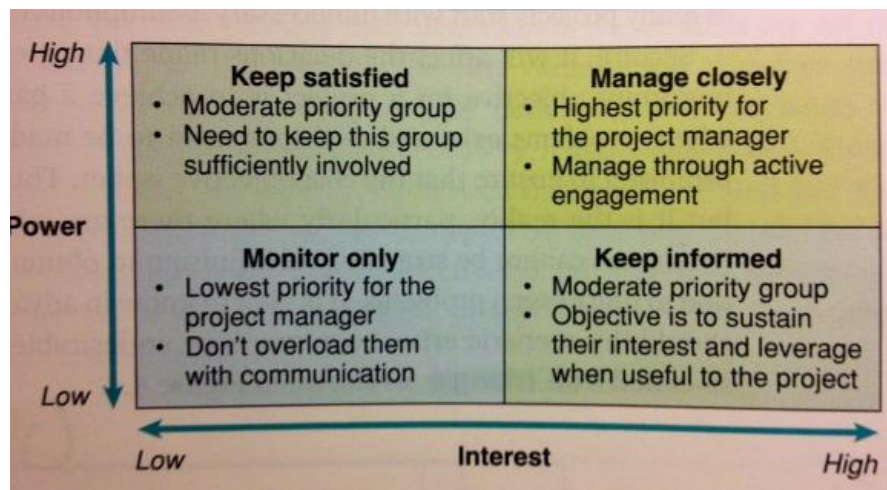 High
Keep satisfied
• Moderate priority group
• Need to keep this group
sufficiently involved
Manage closely
• Highest priority for
the project manager
• Manage through active
engagement
Power
Monitor only
• Lowest priority for the
project manager
• Don't overload them
with communication
Keep informed
• Moderate priority group
• Objective is to sustain
their interest and leverage
when useful to the project
Low
Low
Interest
High